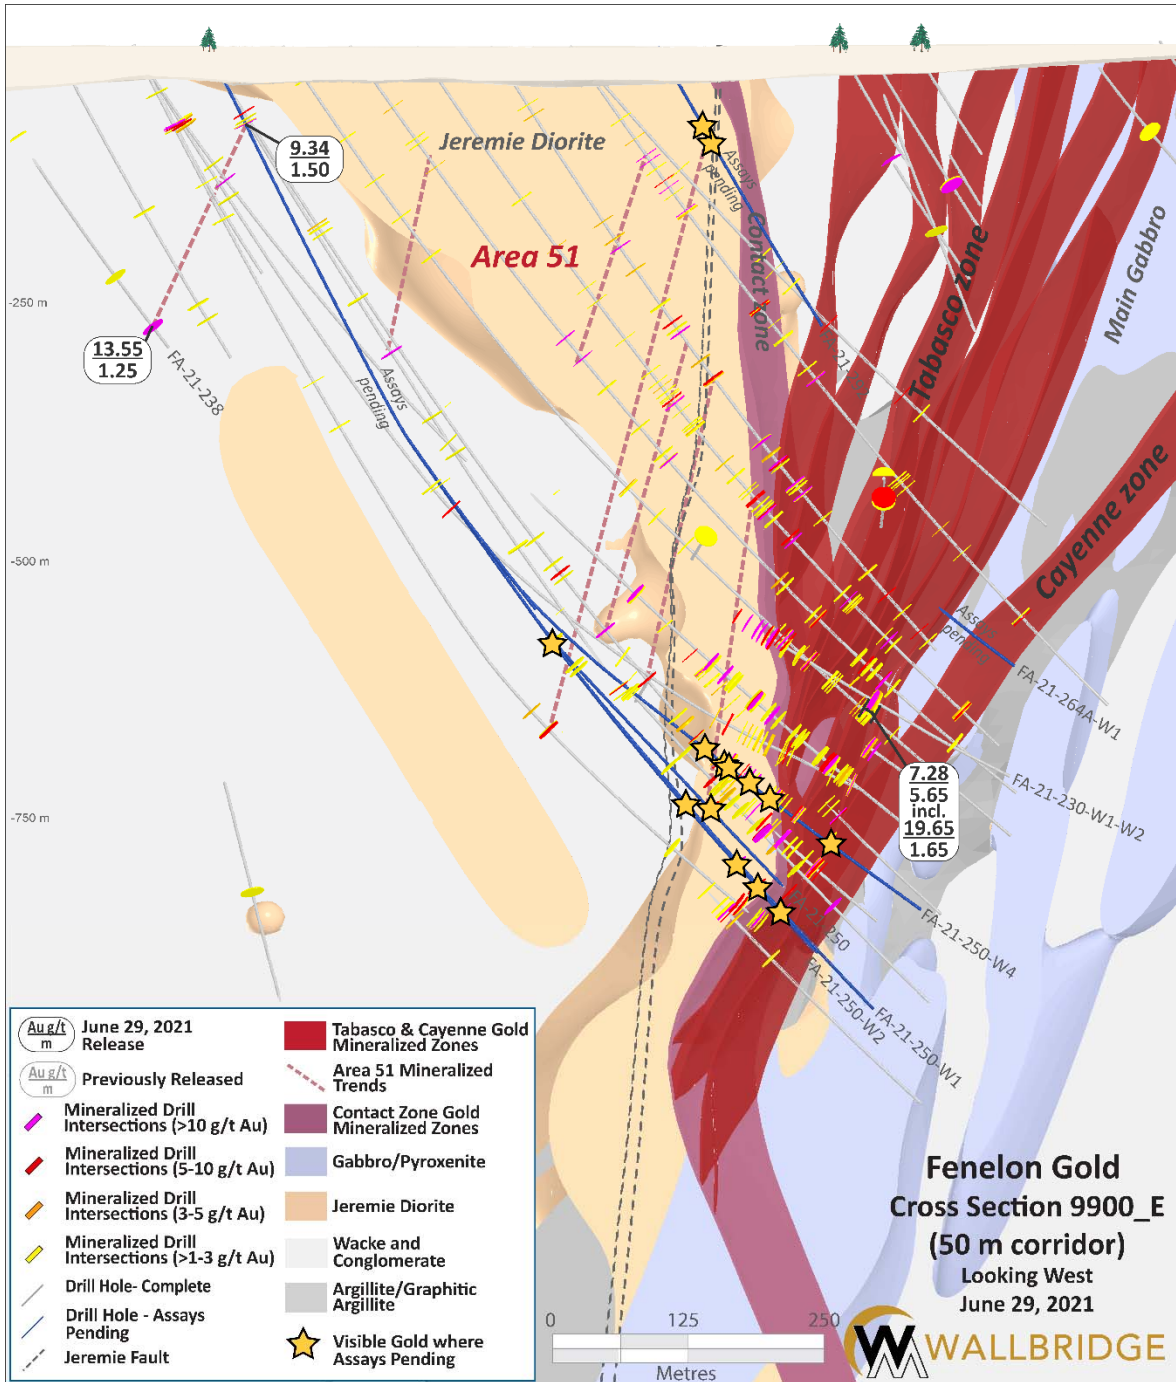 9.34
1.50
Jeremie Diorite
Assays
pending
Contact zone
Area 51
Tabasco zone
Main Gabbro
-250 m
13.55
1.25
FA-21-238
Assays
pending
Cayenne zone
-500 m
Assays
pending
FA-21-264A-W1
7.28
5.65
incl.
19.65
1.65
FA-21-230-W1-W2
-750 m
FA-21-250
FA-21-250-W4
FA-21-250-W2
FA-21-250-W1
Au g/t
m
June 29, 2021
Release
Au g/t
m
Previously Released
Mineralized Drill
Intersections (>10 g/t Au)
Mineralized Drill
Intersections (5-10 g/t Au)
Mineralized Drill
Intersections (3-5 g/t Au)
Mineralized Drill
Intersections (>1-3 g/t Au)
Drill Hole- Complete
Drill Hole - Assays
Pending
Jeremie Fault
Tabasco & Cayenne Gold
Mineralized Zones
Area 51 Mineralized
Trends
Contact Zone Gold
Mineralized Zones
Gabbro/Pyroxenite
Jeremie Diorite
Wacke and
Conglomerate
Argillite/Graphitic
Argillite
Visible Gold where
Assays Pending
0 125 250
Metres
Fenelon Gold
Cross Section 9900_E
(50 m corridor)
Looking West
June 29, 2021
WALLBRIDGE